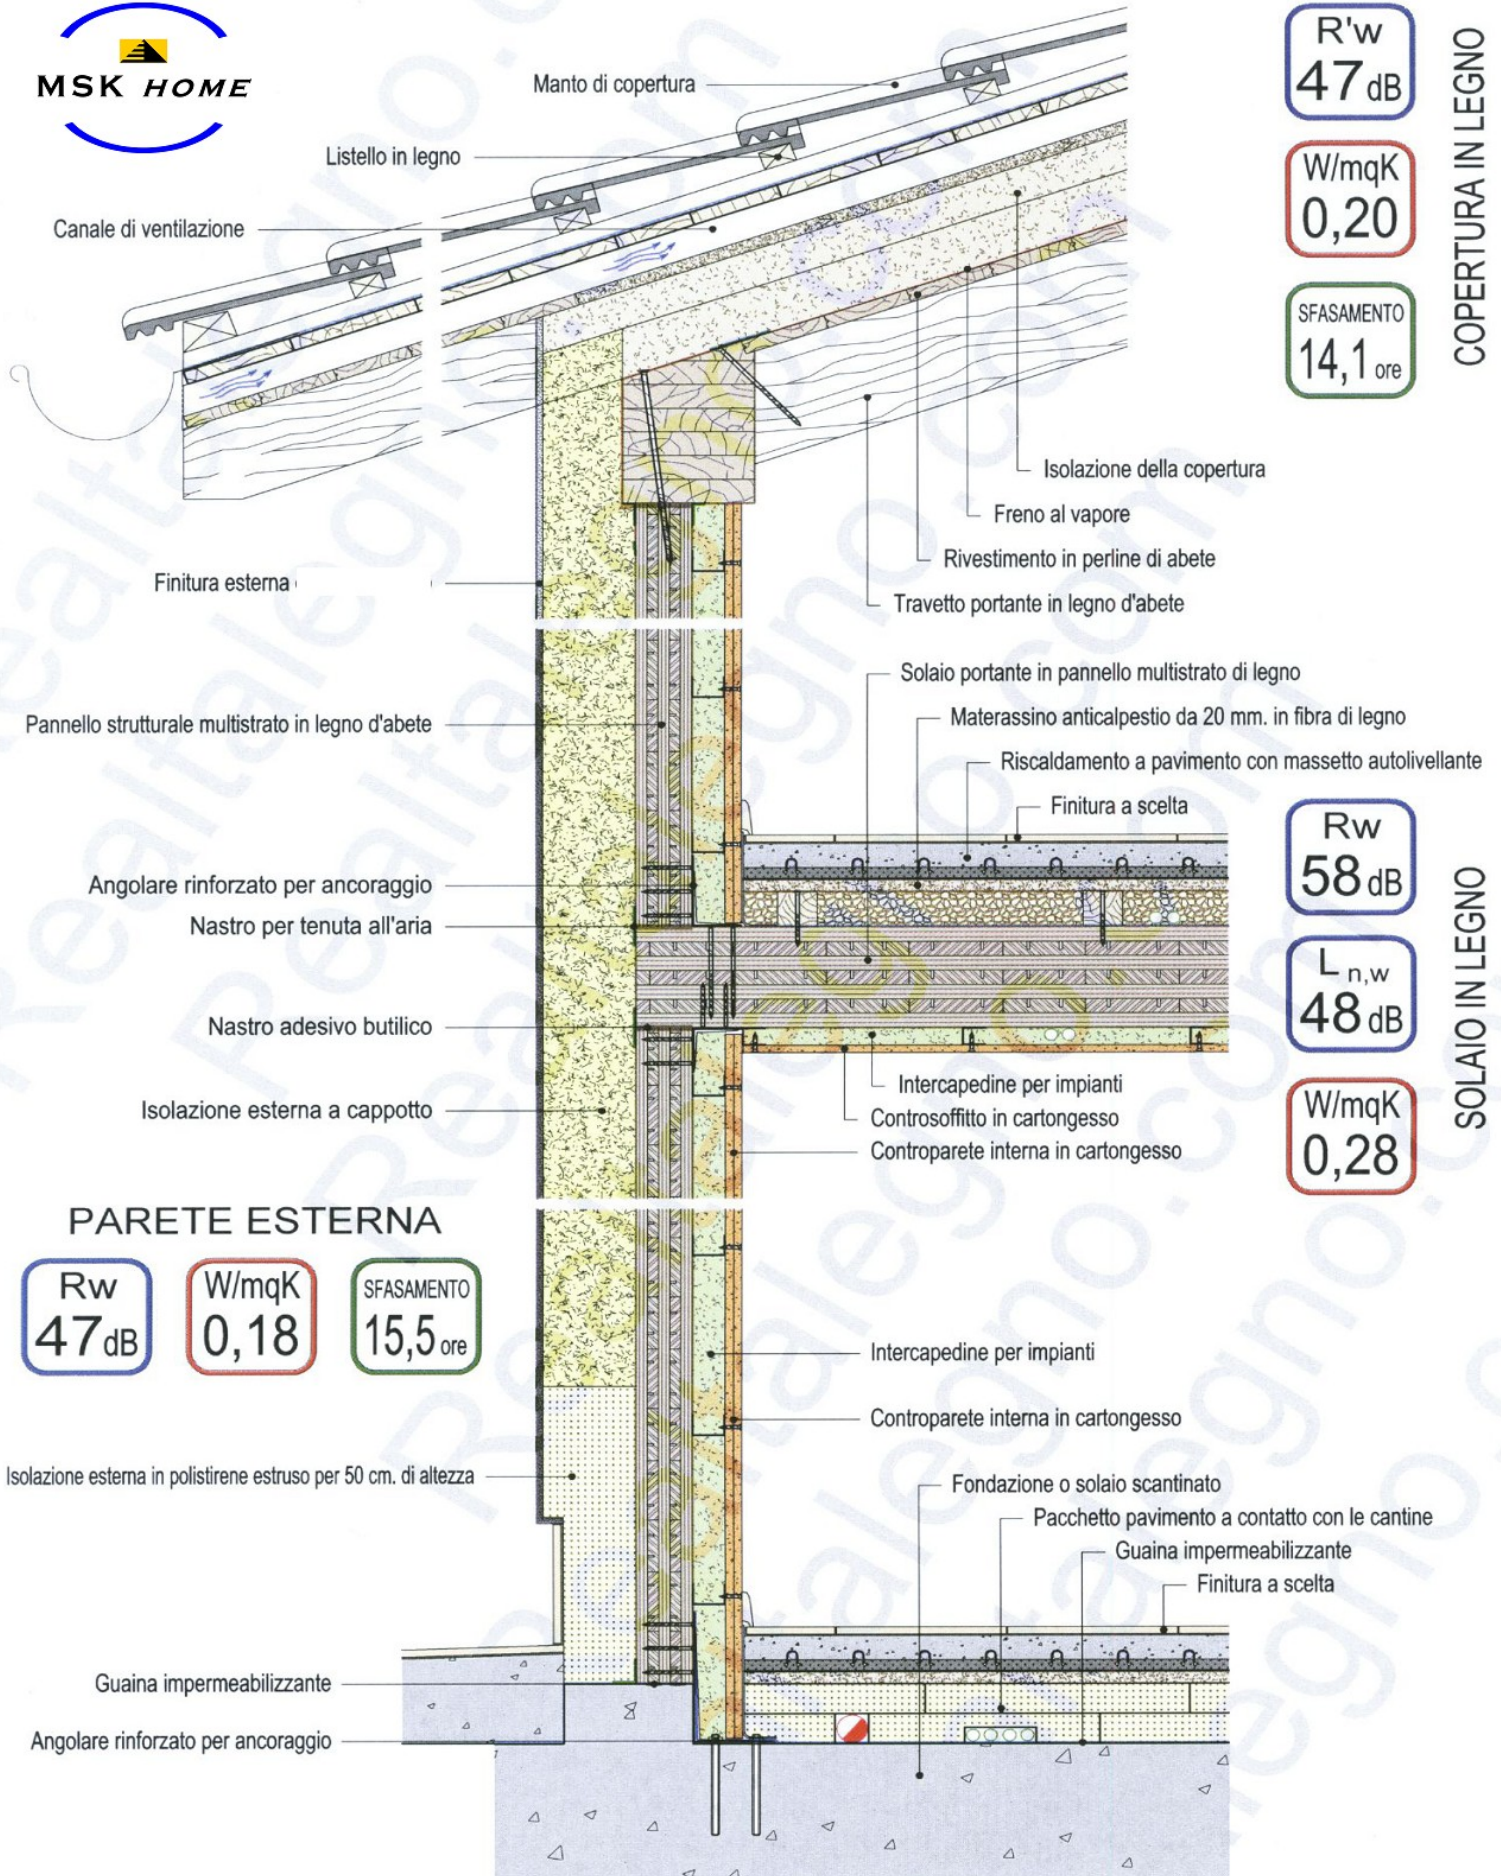 MSK HOME
Manto di copertura
Listello in legno
Canale di ventilazione
R'w
47 dB
W/mqK
0,20
SFASAMENTO
14,1 ore
COPERTURA IN LEGNO
Isolazione della copertura
Freno al vapore
Rivestimento in perline di abete
Travetto portante in legno d'abete
Finitura esterna
Pannello strutturale multistrato in legno d'abete
Solaio portante in pannello multistrato di legno
Materassino anticalpestio da 20 mm. in fibra di legno
Riscaldamento a pavimento con massetto autolivellante
Finitura a scelta
Angolare rinforzato per ancoraggio
Nastro per tenuta all'aria
Nastro adesivo butilico
Isolazione esterna a cappotto
Rw
58 dB
L n,w
48 dB
W/mqK
0,28
SOLAIO IN LEGNO
Intercapedine per impianti
Controsoffitto in cartongesso
Controparete interna in cartongesso
PARETE ESTERNA
Rw
47 dB
W/mqK
0,18
SFASAMENTO
15,5 ore
Intercapedine per impianti
Controparete interna in cartongesso
Isolazione esterna in polistirene estruso per 50 cm. di altezza
Fondazione o solaio scantinato
Pacchetto pavimento a contatto con le cantine
Guaina impermeabilizzante
Finitura a scelta
Guaina impermeabilizzante
Angolare rinforzato per ancoraggio
Realtalegno.com